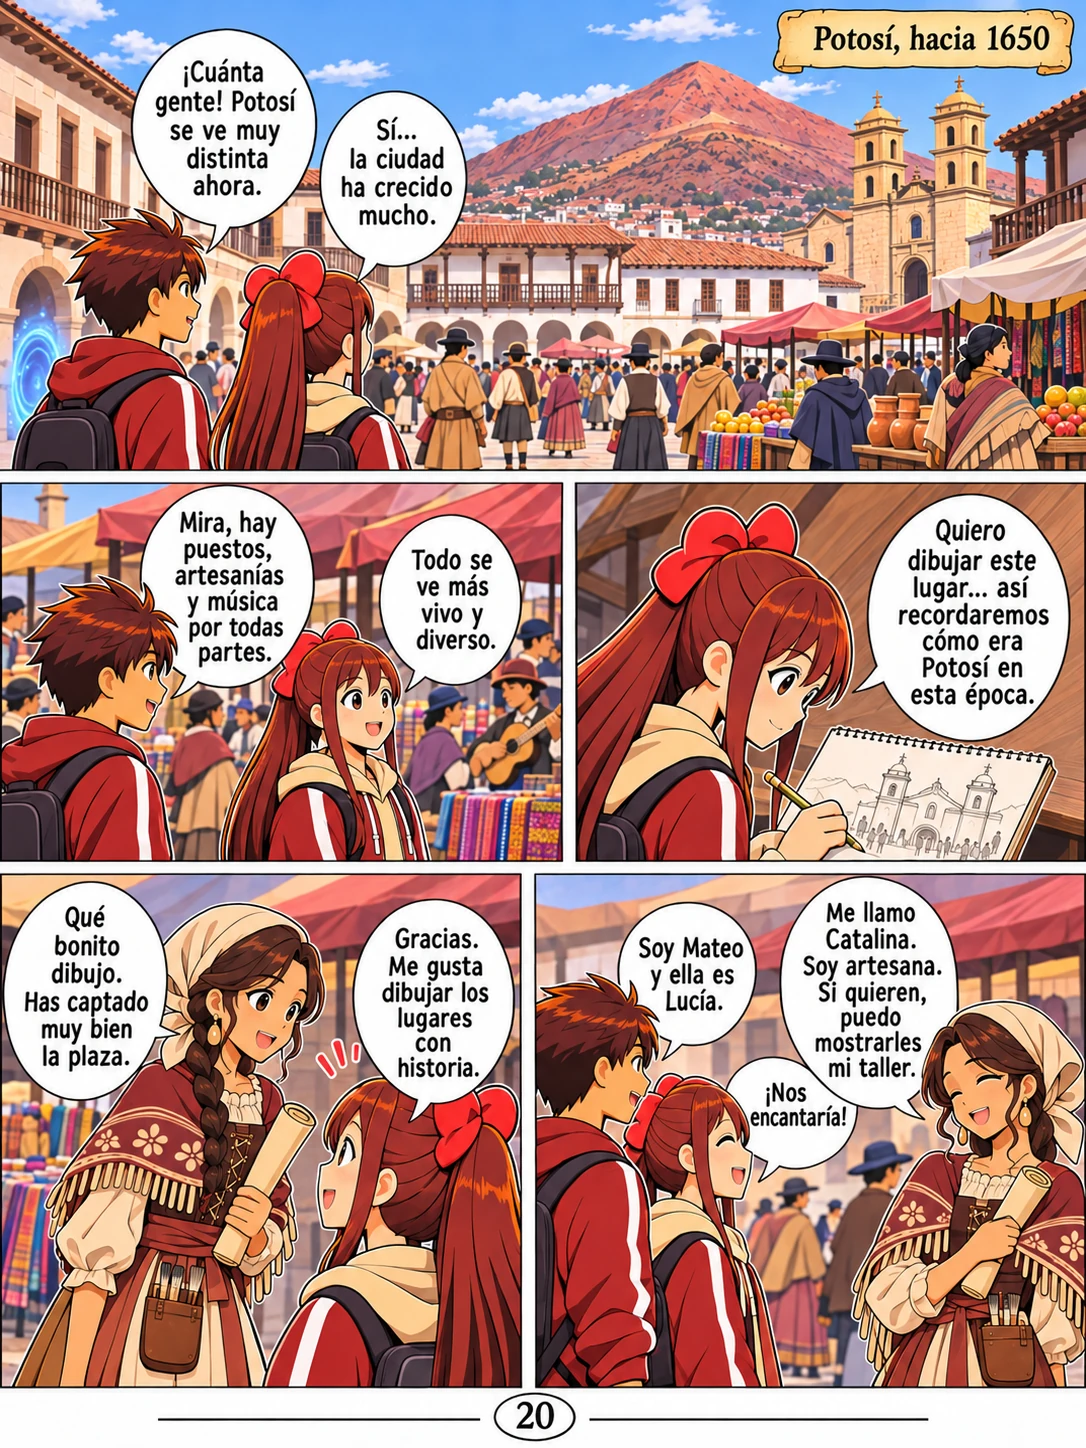 Potosí, hacia 1650
¡Cuánta
gente! Potosí
se ve muy
distinta
ahora.
Sí...
la ciudad
ha crecido
mucho.
Mira, hay
puestos,
artesanías
y música
por todas
partes.
Todo se
ve más
vivo y
diverso.
Quiero
dibujar este
lugar... así
recordaremos
cómo era
Potosí en
esta época.
Qué
bonito
dibujo.
Has captado
muy bien
la plaza.
Gracias.
Me gusta
dibujar los
lugares
con
historia.
Soy Mateo
y ella es
Lucía.
Me llamo
Catalina.
Soy artesana.
Si quieren,
puedo
mostrarles
mi taller.
¡Nos
encantaría!
20